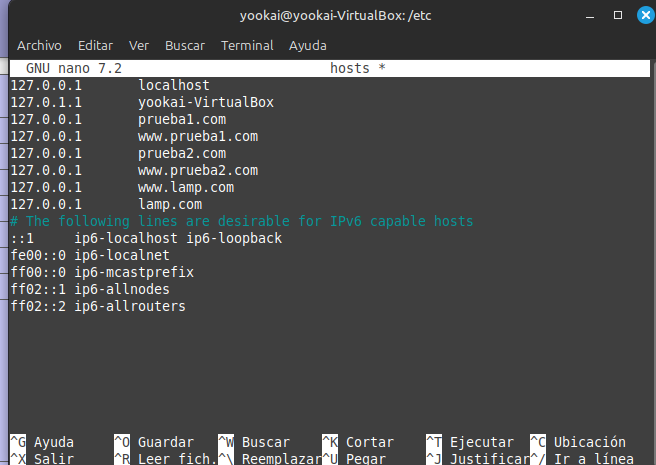 yookai@yookai-VirtualBox: /etc
Archivo Editar Ver Buscar Terminal Ayuda
GNU nano 7.2 hosts *
127.0.0.1 localhost
127.0.1.1 yookai-VirtualBox
127.0.0.1 prueba1.com
127.0.0.1 www.prueba1.com
127.0.0.1 prueba2.com
127.0.0.1 www.prueba2.com
127.0.0.1 www.lamp.com
127.0.0.1 lamp.com
# The following lines are desirable for IPv6 capable hosts
::1 ip6-localhost ip6-loopback
fe00::0 ip6-localnet
ff00::0 ip6-mcastprefix
ff02::1 ip6-allnodes
ff02::2 ip6-allrouters
^G Ayuda ^O Guardar ^W Buscar ^K Cortar ^T Ejecutar ^C Ubicación
^X Salir ^R Leer fich. ^\ Reemplazar ^U Pegar ^J Justificar ^/ Ir a línea